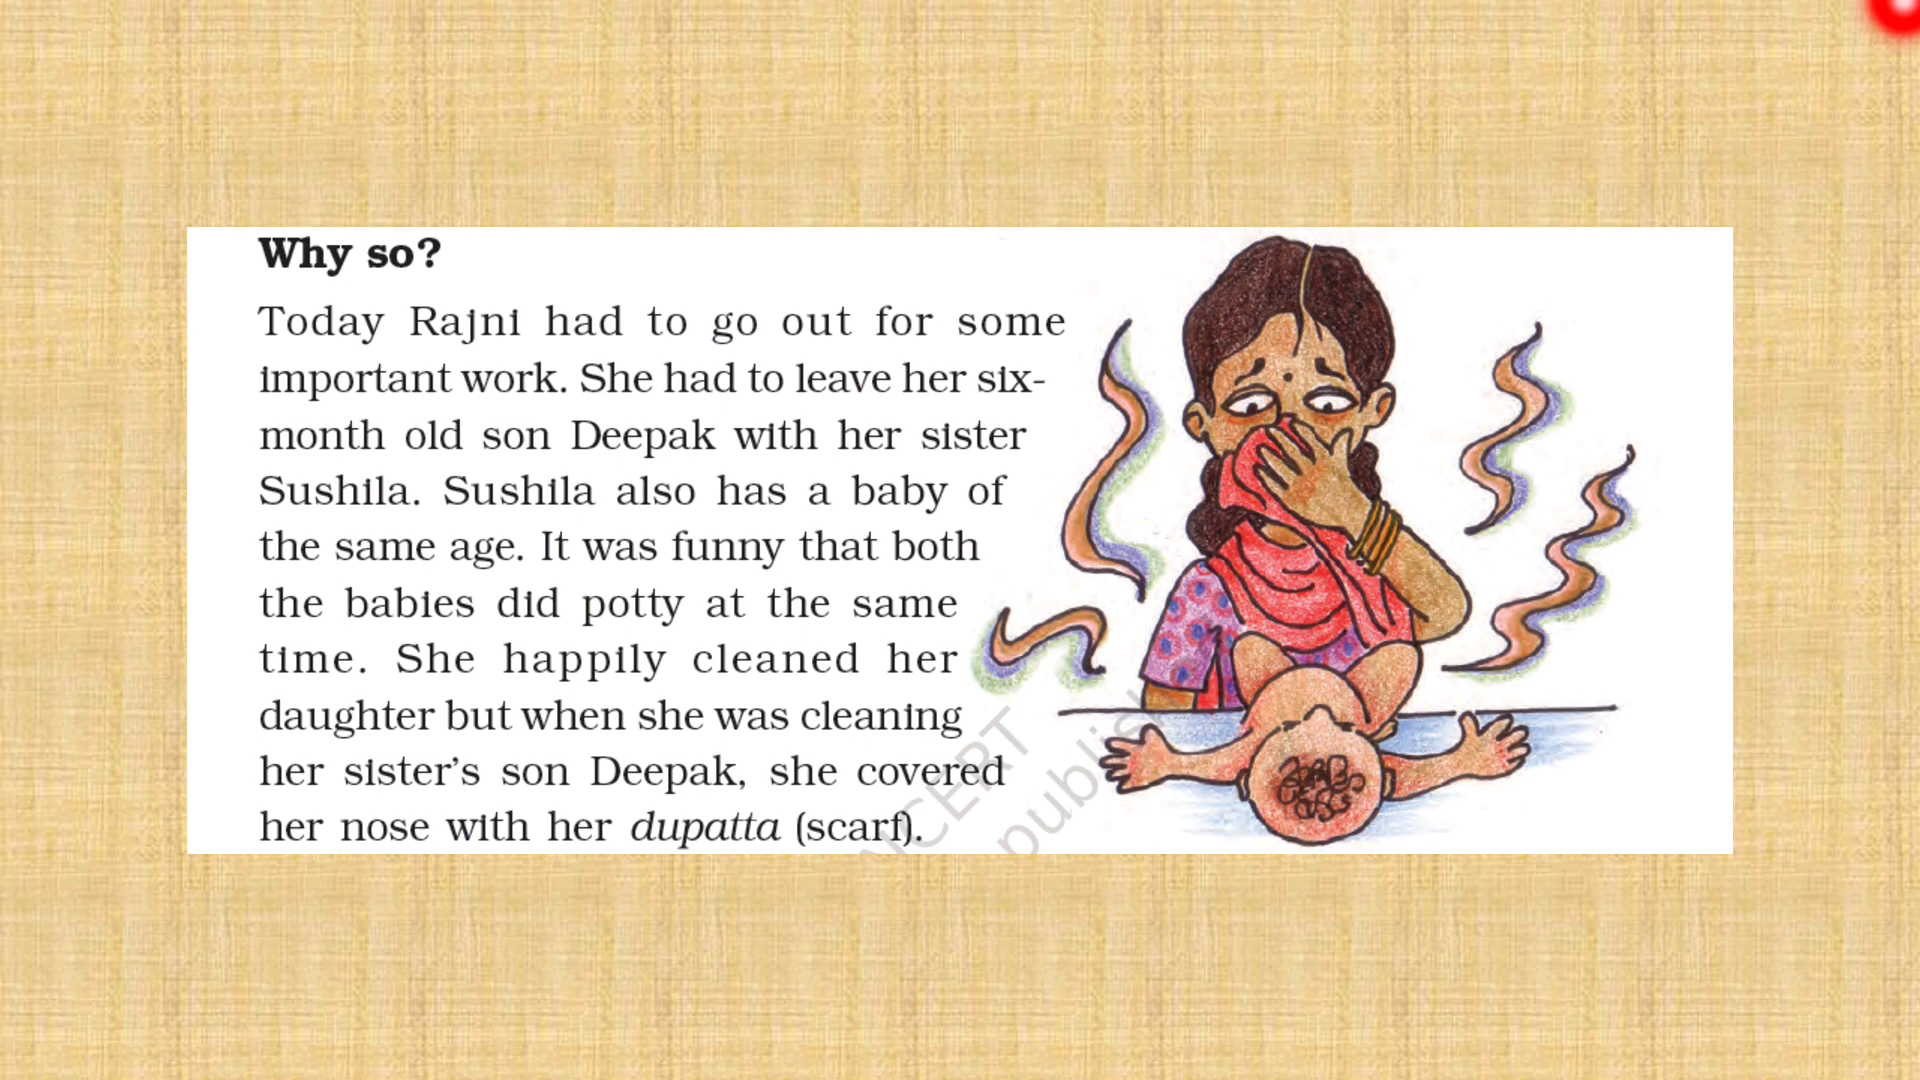 Why so?
Today Rajni had to go out for some
important work. She had to leave her six-
month old son Deepak with her sister
Sushila. Sushila also has a baby of
the same age. It was funny that both
the babies did potty at the same
time. She happily cleaned her
daughter but when she was cleaning
her sister's son Deepak, she covered
her nose with her dupatta (scarf).
NCERT
publis